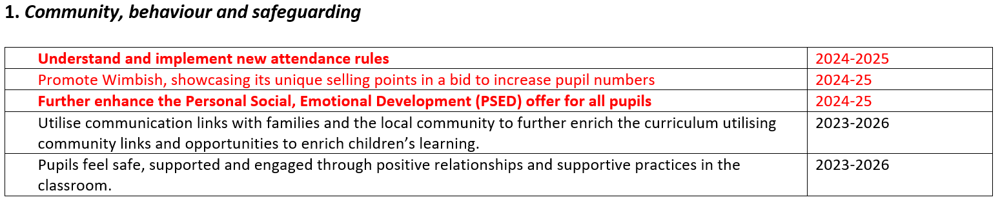 1. Community, behaviour and safeguarding
Understand and implement new attendance rules 2024-2025
Promote Wimbish, showcasing its unique selling points in a bid to increase pupil numbers 2024-25
Further enhance the Personal Social, Emotional Development (PSED) offer for all pupils 2024-25
Utilise communication links with families and the local community to further enrich the curriculum utilising 2023-2026
community links and opportunities to enrich children’s learning.
Pupils feel safe, supported and engaged through positive relationships and supportive practices in the 2023-2026
classroom.